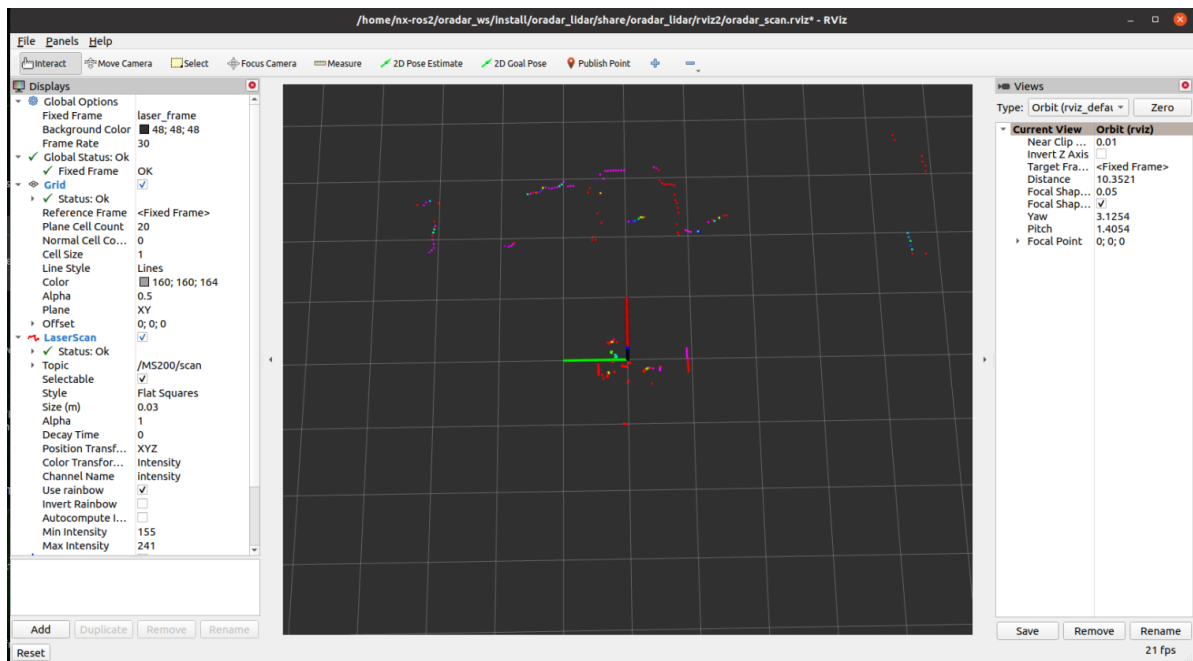 /home/nx-ros2/oradar_ws/install/oradar_lidar/share/oradar_lidar/rviz2/oradar_scan.rviz* - RViz
File Panels Help
Interact Move Camera Select Focus Camera Measure 2D Pose Estimate 2D Goal Pose Publish Point
Displays
Global Options
Fixed Frame laser_frame
Background Color 48; 48; 48
Frame Rate 30
Global Status: Ok
Fixed Frame OK
Grid
Status: Ok
Reference Frame <Fixed Frame>
Plane Cell Count 20
Normal Cell Co... 0
Cell Size 1
Line Style Lines
Color 160; 160; 164
Alpha 0.5
Plane XY
Offset 0; 0; 0
LaserScan
Status: Ok
Topic /MS200/scan
Selectable
Style Flat Squares
Size (m) 0.03
Alpha 1
Decay Time 0
Position Transf... XYZ
Color Transfor... Intensity
Channel Name intensity
Use rainbow
Invert Rainbow
Autocompute I...
Min Intensity 155
Max Intensity 241
Add Duplicate Remove Rename
Reset
Views
Type: Orbit (rviz_defau Zero
Current View Orbit (rviz)
Near Clip ... 0.01
Invert Z Axis
Target Fra... <Fixed Frame>
Distance 10.3521
Focal Shap... 0.05
Focal Shap...
Yaw 3.1254
Pitch 1.4054
Focal Point 0; 0; 0
Save Remove Rename
21 fps